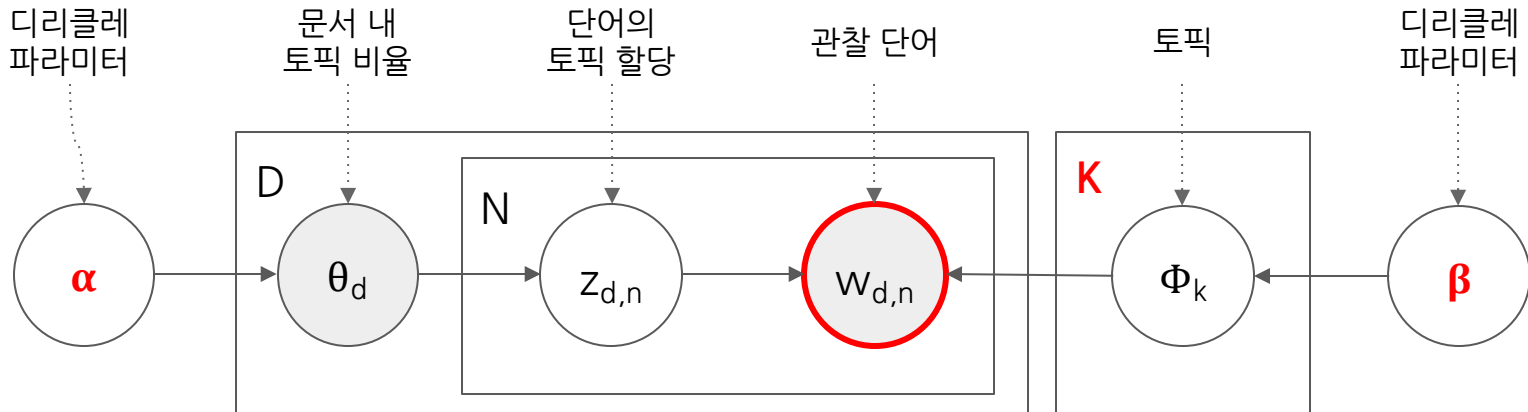 디리클레
파라미터
문서 내
토픽 비율
단어의
토픽 할당
관찰 단어
토픽
디리클레
파라미터
D
N
K
α
θd
zd,n
wd,n
Φk
β